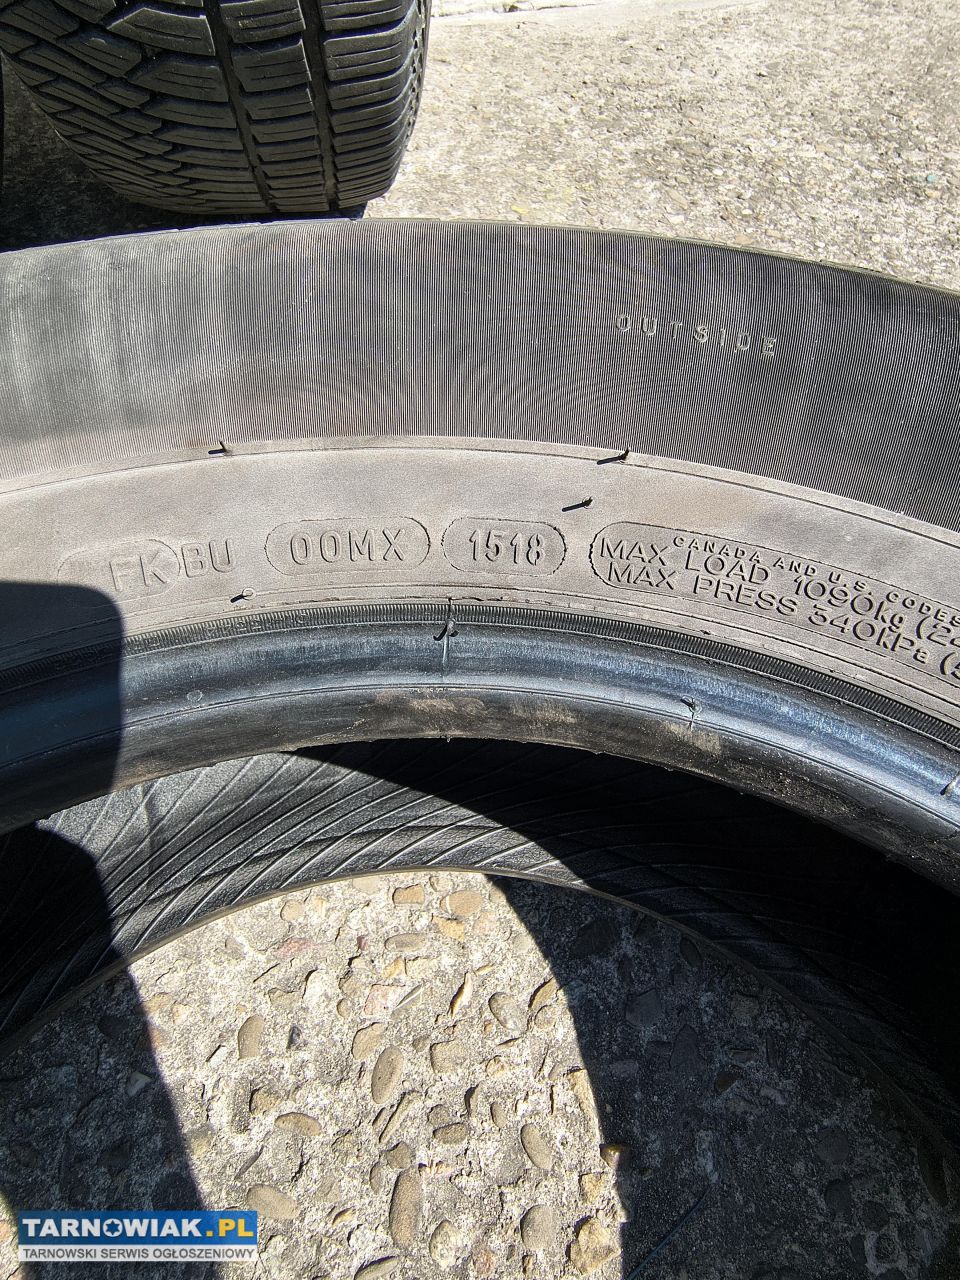 OUTSIDE
FK BU 00MX 1518
CANADA AND U.S. CODES
MAX LOAD 1090kg
MAX PRESS 340kPa
TARNOWIAK.PL
TARNOWSKI SERWIS OGŁOSZENIOWY